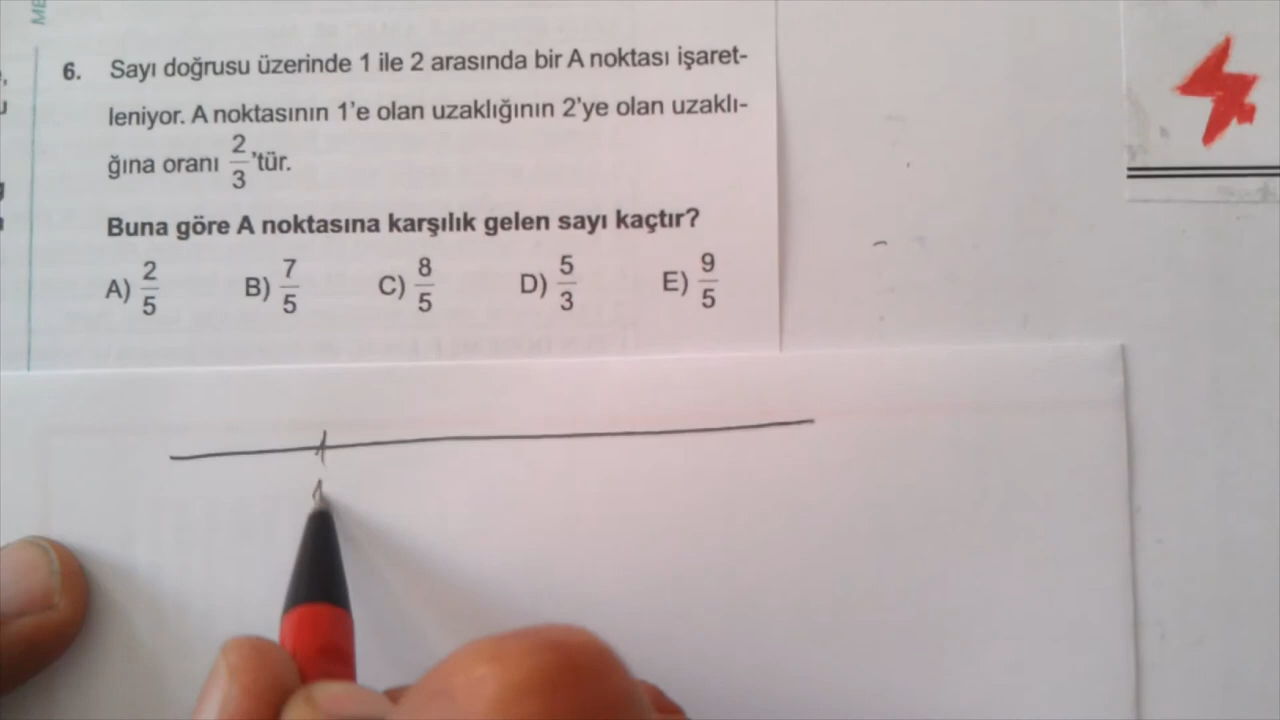 ME
6. Sayı doğrusu üzerinde 1 ile 2 arasında bir A noktası işaret-
leniyor. A noktasının 1'e olan uzaklığının 2'ye olan uzaklı-
ğına oranı 2/3'tür.
Buna göre A noktasına karşılık gelen sayı kaçtır?
A) 2/5 B) 7/5 C) 8/5 D) 5/3 E) 9/5